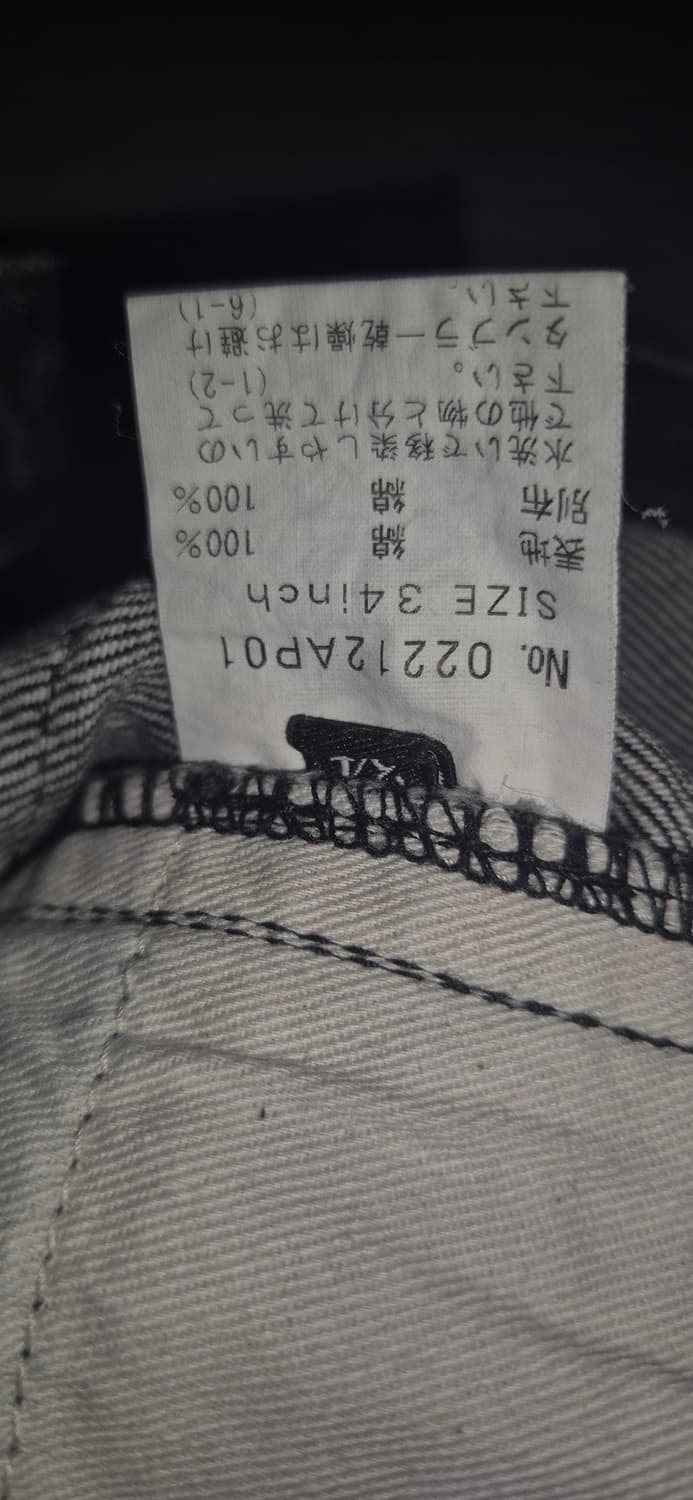 No. 02212AP01
SIZE 34inch
表地 綿 100%
別布 綿 100%
水洗いで移染しやすいの
で他の物と分けて洗って
下さい。 (1-2)
タンブラー乾燥はお避け
下さい。 (6-1)